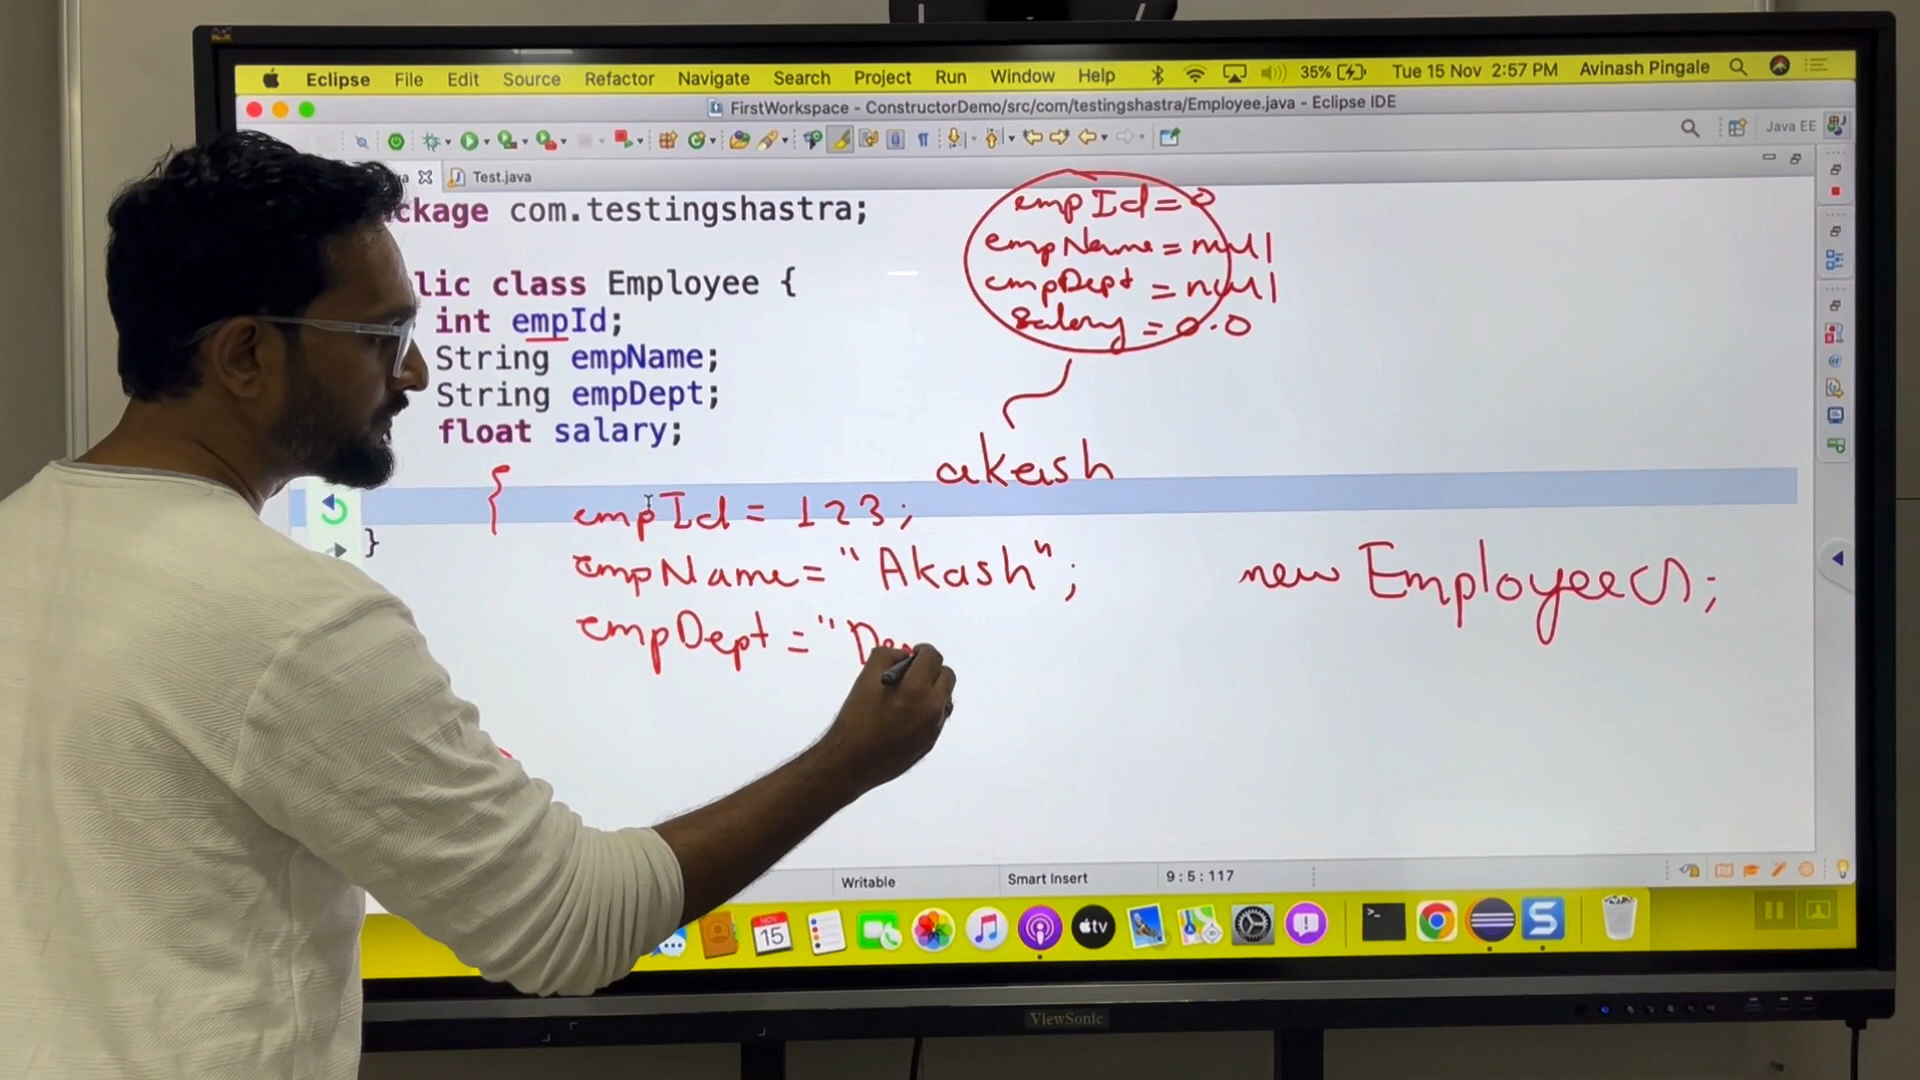 Eclipse File Edit Source Refactor Navigate Search Project Run Window Help 35% Tue 15 Nov 2:57 PM Avinash Pingale
FirstWorkspace - ConstructorDemo/src/com/testingshastra/Employee.java - Eclipse IDE
Java EE
Test.java
ckage com.testingshastra;
lic class Employee {
int empId;
String empName;
String empDept;
float salary;
}
empId = 0
empName = null
empDept = null
Salary = 0.0
akash
{
empId = 123;
empName = "Akash";
empDept = "De
new Employee();
Writable Smart Insert 9:5:117
NOV
15
tv
ViewSonic